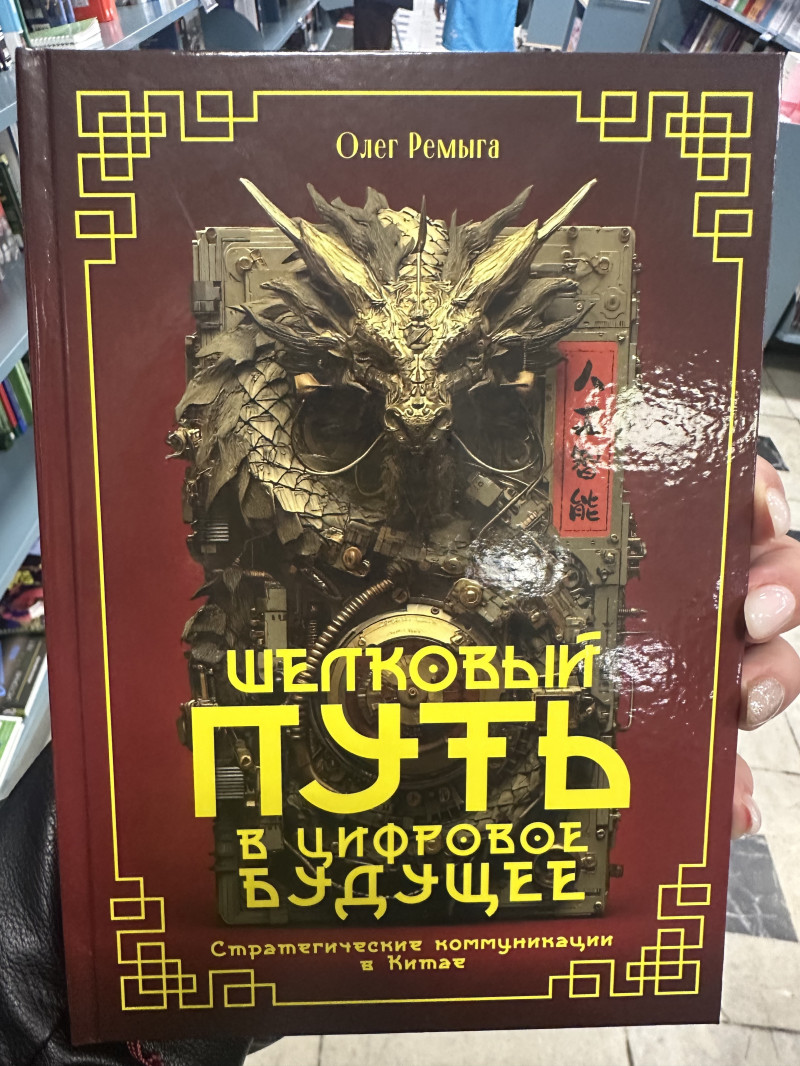 Олег Ремыга
人工智能
ШЕЛКОВЫЙ
ПУТЬ
В ЦИФРОВОЕ
БУДУЩЕЕ
Стратегические коммуникации
в Китае